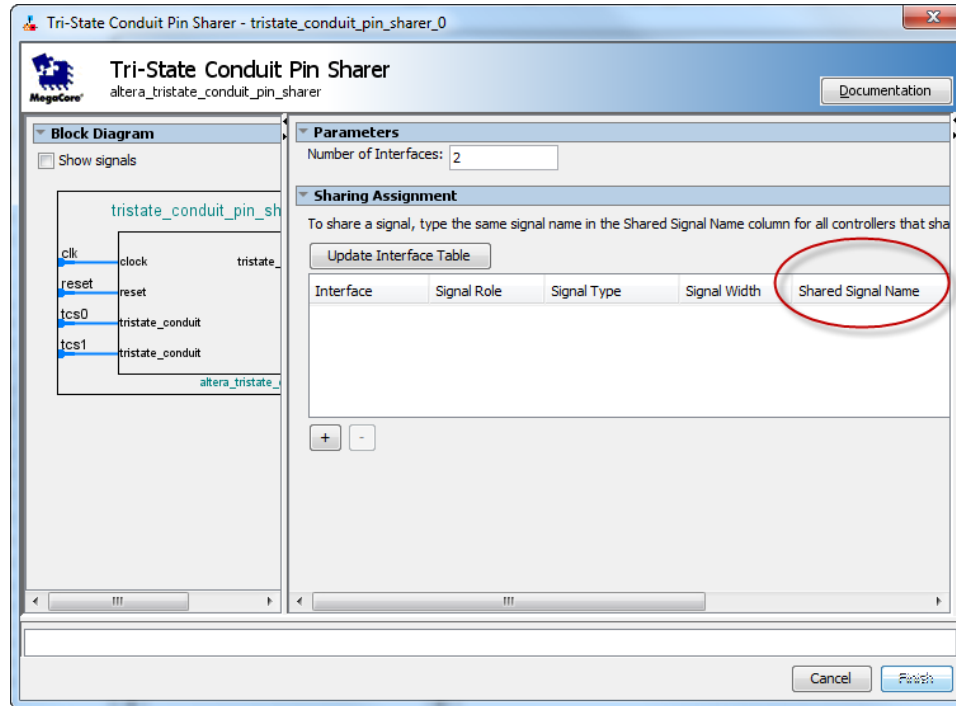 Tri-State Conduit Pin Sharer - tristate_conduit_pin_sharer_0
MegaCore®
Tri-State Conduit Pin Sharer
altera_tristate_conduit_pin_sharer
Documentation
Block Diagram
Show signals
tristate_conduit_pin_sh
clk
clock
tristate_
reset
reset
tcs0
tristate_conduit
tcs1
tristate_conduit
altera_tristate_
Parameters
Number of Interfaces: 2
Sharing Assignment
To share a signal, type the same signal name in the Shared Signal Name column for all controllers that sha
Update Interface Table
Interface Signal Role Signal Type Signal Width Shared Signal Name
+ -
Cancel Finish